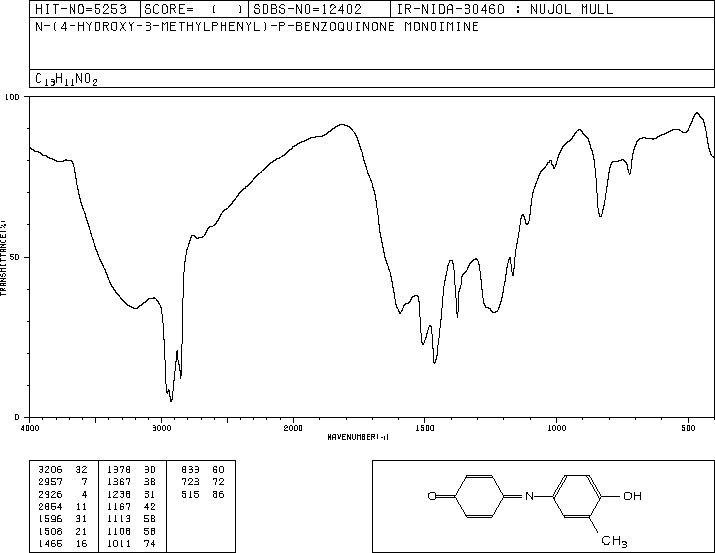 HIT-NO=5253 SCORE= ( ) SDBS-NO=12402 IR-NIDA-30460 : NUJOL MULL
N-(4-HYDROXY-3-METHYLPHENYL)-P-BENZOQUINONE MONOIMINE
C13H11NO2
100
50
0
TRANSMITTANCE(%)
4000 3000 2000 1500 1000 500
WAVENUMBER(-1)
3206 32 1378 30 833 60
2957 7 1367 38 723 72
2926 4 1238 31 515 86
2854 11 1167 42
1596 31 1113 58
1508 21 1108 58
1465 16 1011 74
O N OH
CH3